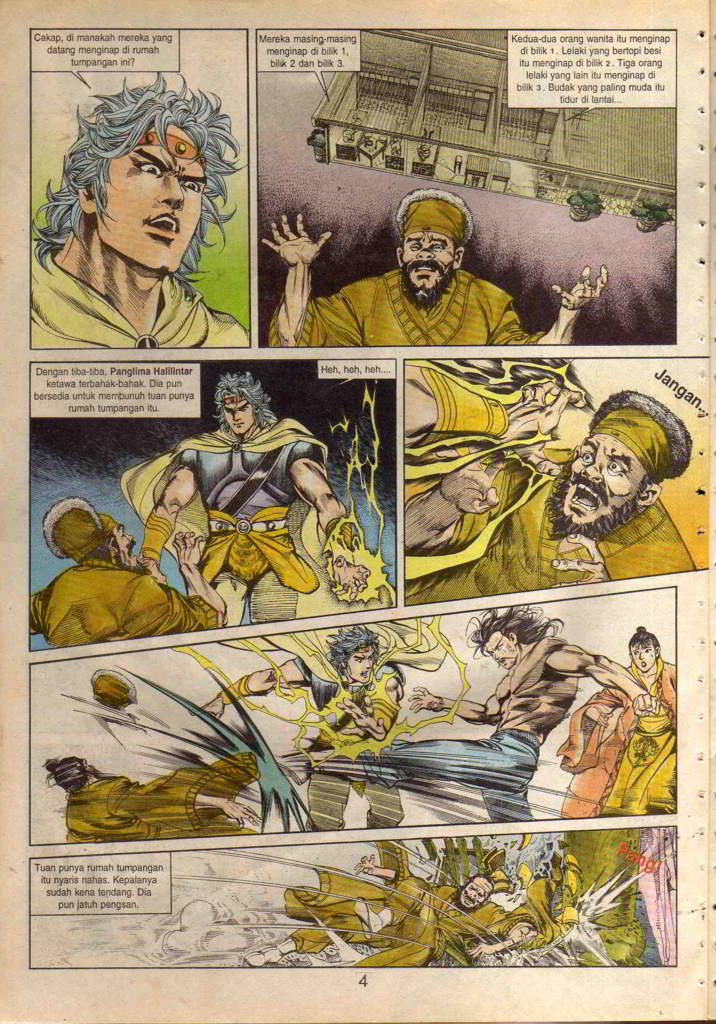 Cakap, di manakah mereka yang
datang menginap di rumah
tumpangan ini?
Mereka masing-masing
menginap di bilik 1,
bilik 2 dan bilik 3.
Kedua-dua orang wanita itu menginap
di bilik 1. Lelaki yang bertopi besi
itu menginap di bilik 2. Tiga orang
lelaki yang lain itu menginap di
bilik 3. Budak yang paling muda itu
tidur di lantai...
Dengan tiba-tiba, Panglima Halilintar
ketawa terbahak-bahak. Dia pun
bersedia untuk membunuh tuan punya
rumah tumpangan itu.
Heh, heh, heh....
Jangan...
Tuan punya rumah tumpangan
itu nyaris nahas. Kepalanya
sudah kena tendang. Dia
pun jatuh pengsan.
Pang!
4